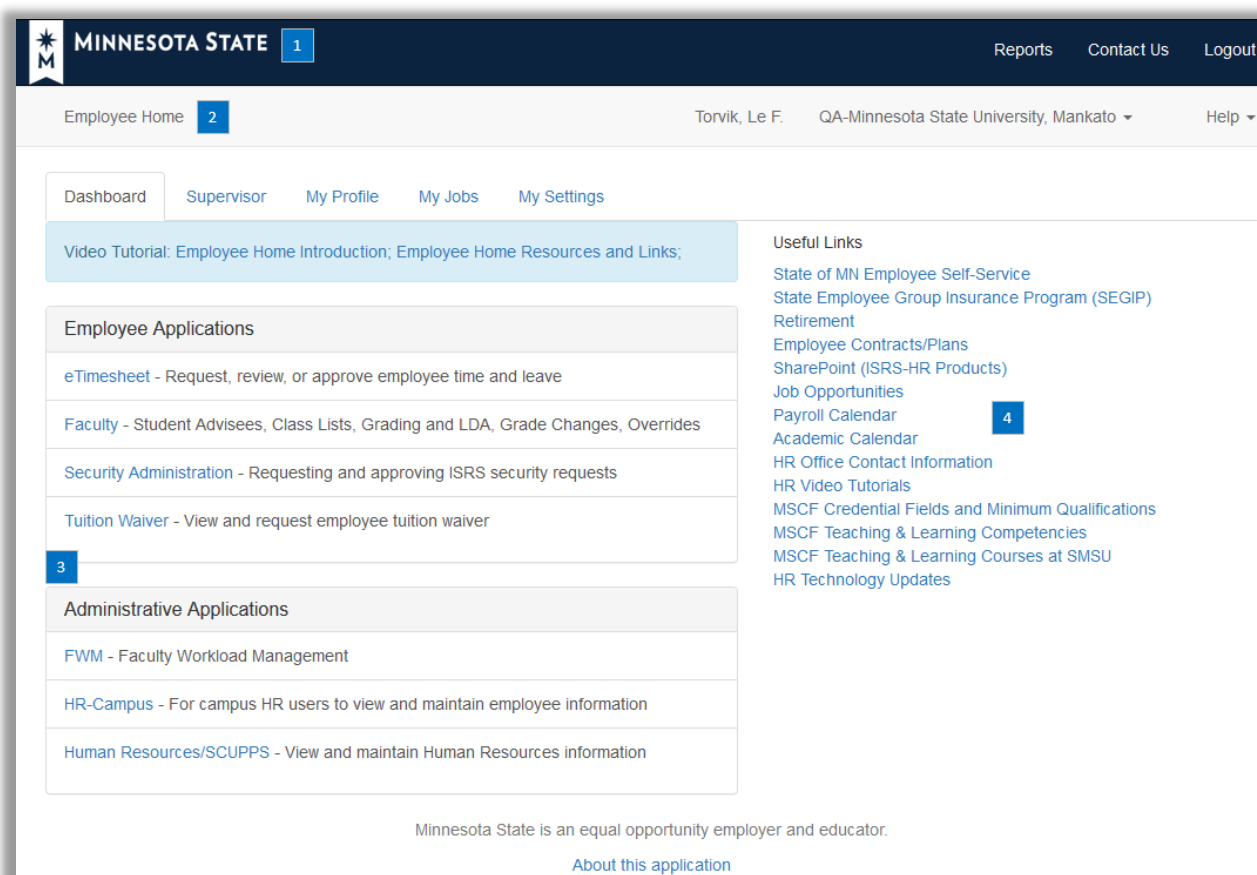 MINNESOTA STATE 1 Reports Contact Us Logout
Employee Home 2 Torvik, Le F. QA-Minnesota State University, Mankato Help
Dashboard Supervisor My Profile My Jobs My Settings
Video Tutorial: Employee Home Introduction; Employee Home Resources and Links;
Employee Applications
eTimesheet - Request, review, or approve employee time and leave
Faculty - Student Advisees, Class Lists, Grading and LDA, Grade Changes, Overrides
Security Administration - Requesting and approving ISRS security requests
Tuition Waiver - View and request employee tuition waiver
3
Administrative Applications
FWM - Faculty Workload Management
HR-Campus - For campus HR users to view and maintain employee information
Human Resources/SCUPPS - View and maintain Human Resources information
Useful Links
State of MN Employee Self-Service
State Employee Group Insurance Program (SEGIP)
Retirement
Employee Contracts/Plans
SharePoint (ISRS-HR Products)
Job Opportunities
Payroll Calendar 4
Academic Calendar
HR Office Contact Information
HR Video Tutorials
MSCF Credential Fields and Minimum Qualifications
MSCF Teaching & Learning Competencies
MSCF Teaching & Learning Courses at SMSU
HR Technology Updates
Minnesota State is an equal opportunity employer and educator.
About this application